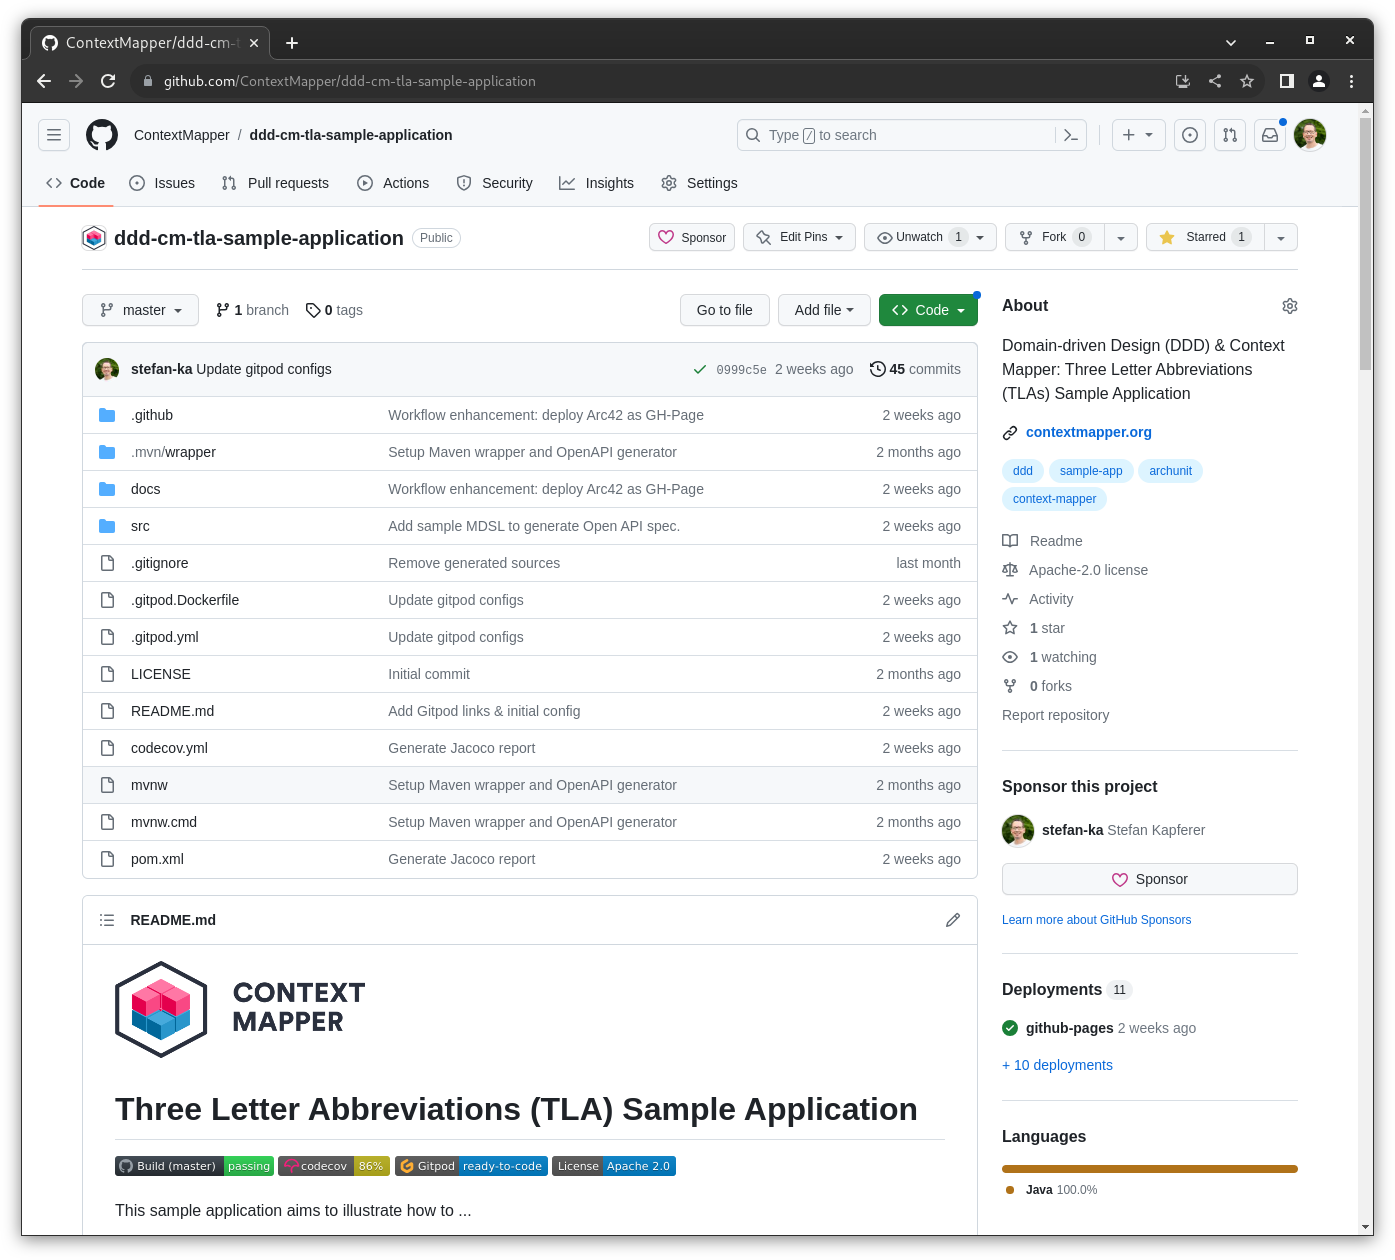 ContextMapper/ddd-cm-t
github.com/ContextMapper/ddd-cm-tla-sample-application
ContextMapper / ddd-cm-tla-sample-application
Type / to search
Code Issues Pull requests Actions Security Insights Settings
ddd-cm-tla-sample-application Public
Sponsor Edit Pins Unwatch 1 Fork 0 Starred 1
master 1 branch 0 tags Go to file Add file Code
stefan-ka Update gitpod configs 0999c5e 2 weeks ago 45 commits
.github Workflow enhancement: deploy Arc42 as GH-Page 2 weeks ago
.mvn/wrapper Setup Maven wrapper and OpenAPI generator 2 months ago
docs Workflow enhancement: deploy Arc42 as GH-Page 2 weeks ago
src Add sample MDSL to generate Open API spec. 2 weeks ago
.gitignore Remove generated sources last month
.gitpod.Dockerfile Update gitpod configs 2 weeks ago
.gitpod.yml Update gitpod configs 2 weeks ago
LICENSE Initial commit 2 months ago
README.md Add Gitpod links & initial config 2 weeks ago
codecov.yml Generate Jacoco report 2 weeks ago
mvnw Setup Maven wrapper and OpenAPI generator 2 months ago
mvnw.cmd Setup Maven wrapper and OpenAPI generator 2 months ago
pom.xml Generate Jacoco report 2 weeks ago
README.md
CONTEXT
MAPPER
Three Letter Abbreviations (TLA) Sample Application
Build (master) passing codecov 86% Gitpod ready-to-code License Apache 2.0
This sample application aims to illustrate how to ...
About
Domain-driven Design (DDD) & Context
Mapper: Three Letter Abbreviations
(TLAs) Sample Application
contextmapper.org
ddd sample-app archunit
context-mapper
Readme
Apache-2.0 license
Activity
1 star
1 watching
0 forks
Report repository
Sponsor this project
stefan-ka Stefan Kapferer
Sponsor
Learn more about GitHub Sponsors
Deployments 11
github-pages 2 weeks ago
+ 10 deployments
Languages
Java 100.0%